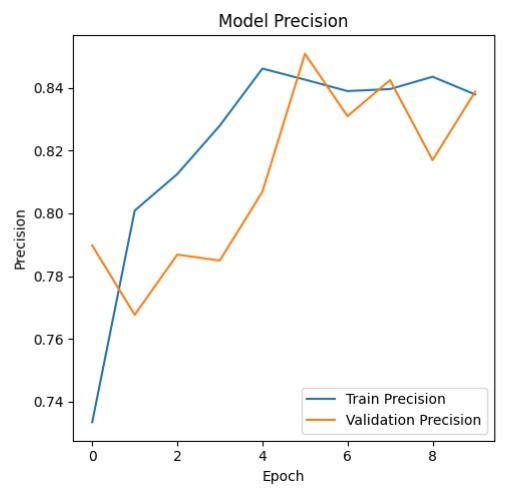 Model Precision
Precision
0.84
0.82
0.80
0.78
0.76
0.74
0 2 4 6 8
Epoch
Train Precision
Validation Precision